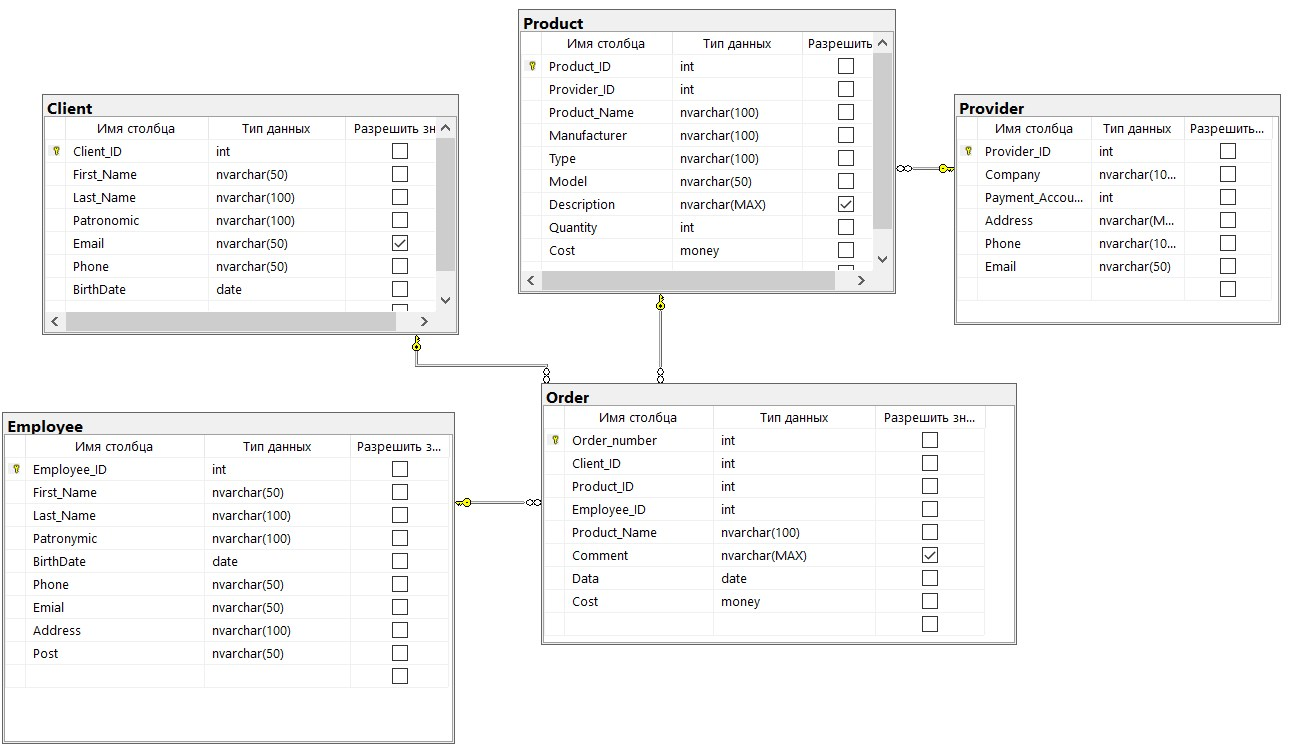 Product
Имя столбца Тип данных Разрешить
Product_ID int
Provider_ID int
Product_Name nvarchar(100)
Manufacturer nvarchar(100)
Type nvarchar(100)
Model nvarchar(50)
Description nvarchar(MAX)
Quantity int
Cost money
Client
Имя столбца Тип данных Разрешить зн
Client_ID int
First_Name nvarchar(50)
Last_Name nvarchar(100)
Patronomic nvarchar(100)
Email nvarchar(50)
Phone nvarchar(50)
BirthDate date
Provider
Имя столбца Тип данных Разрешить...
Provider_ID int
Company nvarchar(10...
Payment_Accou... int
Address nvarchar(M...
Phone nvarchar(10...
Email nvarchar(50)
Order
Имя столбца Тип данных Разрешить зн...
Order_number int
Client_ID int
Product_ID int
Employee_ID int
Product_Name nvarchar(100)
Comment nvarchar(MAX)
Data date
Cost money
Employee
Имя столбца Тип данных Разрешить з...
Employee_ID int
First_Name nvarchar(50)
Last_Name nvarchar(100)
Patronymic nvarchar(100)
BirthDate date
Phone nvarchar(50)
Emial nvarchar(50)
Address nvarchar(100)
Post nvarchar(50)